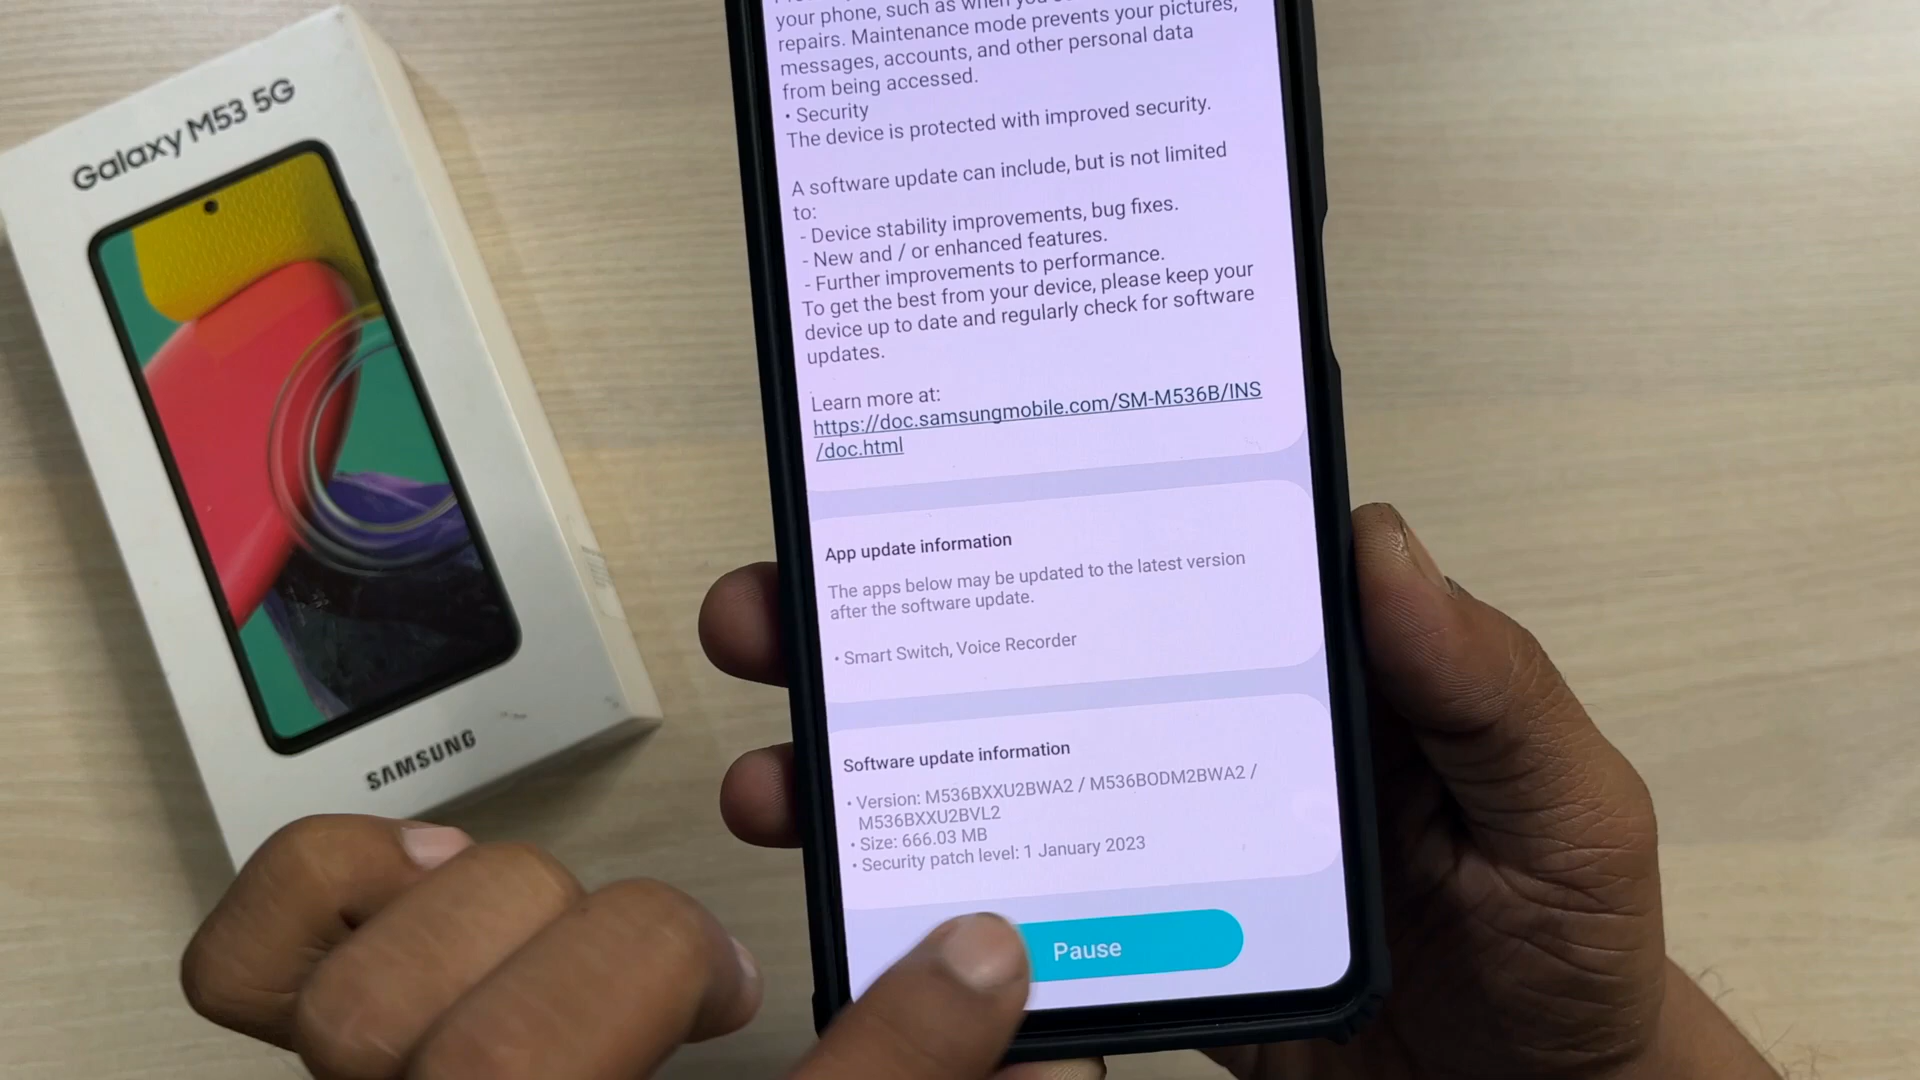 Galaxy M53 5G
SAMSUNG
your phone, such as when you
repairs. Maintenance mode prevents your pictures,
messages, accounts, and other personal data
from being accessed.
• Security
The device is protected with improved security.
A software update can include, but is not limited
to:
- Device stability improvements, bug fixes.
- New and / or enhanced features.
- Further improvements to performance.
To get the best from your device, please keep your
device up to date and regularly check for software
updates.
Learn more at:
https://doc.samsungmobile.com/SM-M536B/INS
/doc.html
App update information
The apps below may be updated to the latest version
after the software update.
• Smart Switch, Voice Recorder
Software update information
• Version: M536BXXU2BWA2 / M536BODM2BWA2 /
M536BXXU2BVL2
• Size: 666.03 MB
• Security patch level: 1 January 2023
Pause